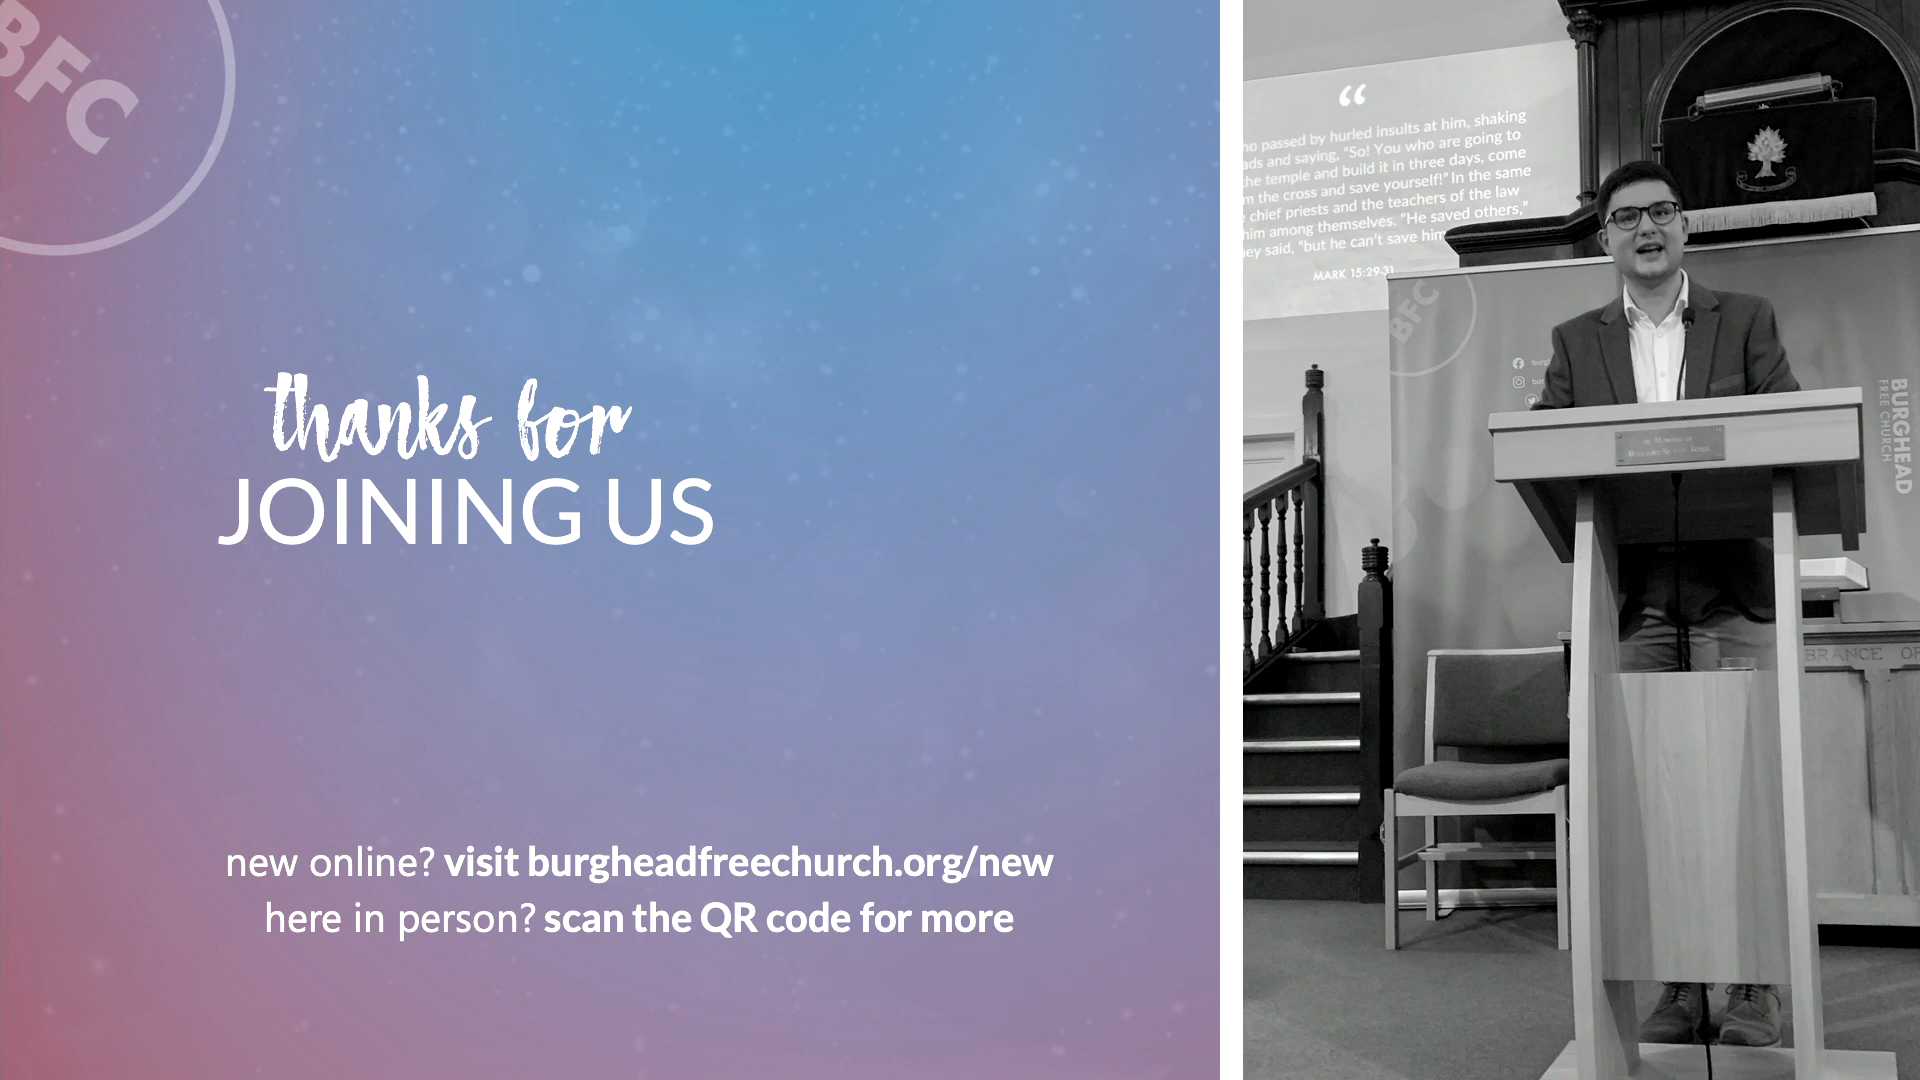 BFC
thanks for
JOINING US
new online? visit burgheadfreechurch.org/new
here in person? scan the QR code for more
“
passed by hurled insults at him, shaking
and saying, “So! You who are going to
the temple and build it in three days, come
the cross and save yourself!” In the same
chief priests and the teachers of the law
him among themselves. “He saved others,”
said, “but he can’t save him
MARK 15:29-31
BFC
BURGHEAD
FREE CHURCH
BRANCE OF